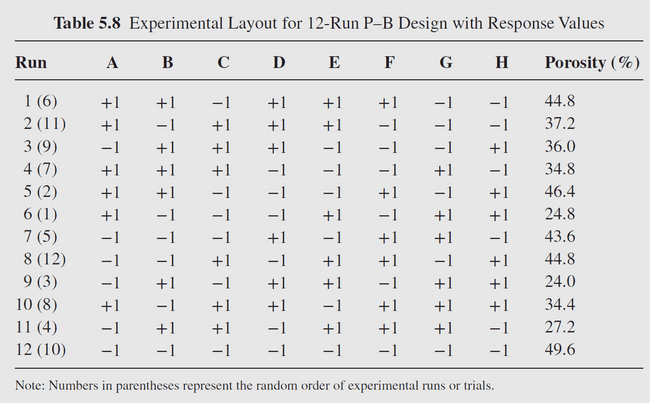 Table 5.8 Experimental Layout for 12-Run P–B Design with Response Values
Run A B C D E F G H Porosity (%)
1 (6) +1 +1 −1 +1 +1 +1 −1 −1 44.8
2 (11) +1 −1 +1 +1 +1 −1 −1 −1 37.2
3 (9) −1 +1 +1 +1 −1 −1 −1 +1 36.0
4 (7) +1 +1 +1 −1 −1 −1 +1 −1 34.8
5 (2) +1 +1 −1 −1 −1 +1 −1 +1 46.4
6 (1) +1 −1 −1 −1 +1 −1 +1 +1 24.8
7 (5) −1 −1 −1 +1 −1 +1 +1 −1 43.6
8 (12) −1 −1 +1 −1 +1 +1 −1 +1 44.8
9 (3) −1 +1 −1 +1 +1 −1 +1 +1 24.0
10 (8) +1 −1 +1 +1 −1 +1 +1 +1 34.4
11 (4) −1 +1 +1 −1 +1 +1 +1 −1 27.2
12 (10) −1 −1 −1 −1 −1 −1 −1 −1 49.6
Note: Numbers in parentheses represent the random order of experimental runs or trials.